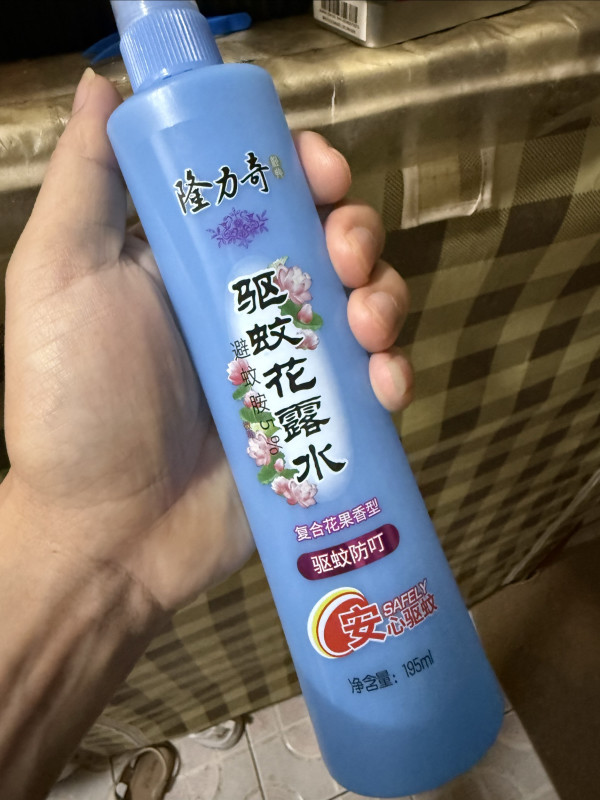 隆力奇
驱蚊花露水
避蚊胺5%
复合花果香型
驱蚊防叮
安心驱蚊
SAFELY
净含量：195ml